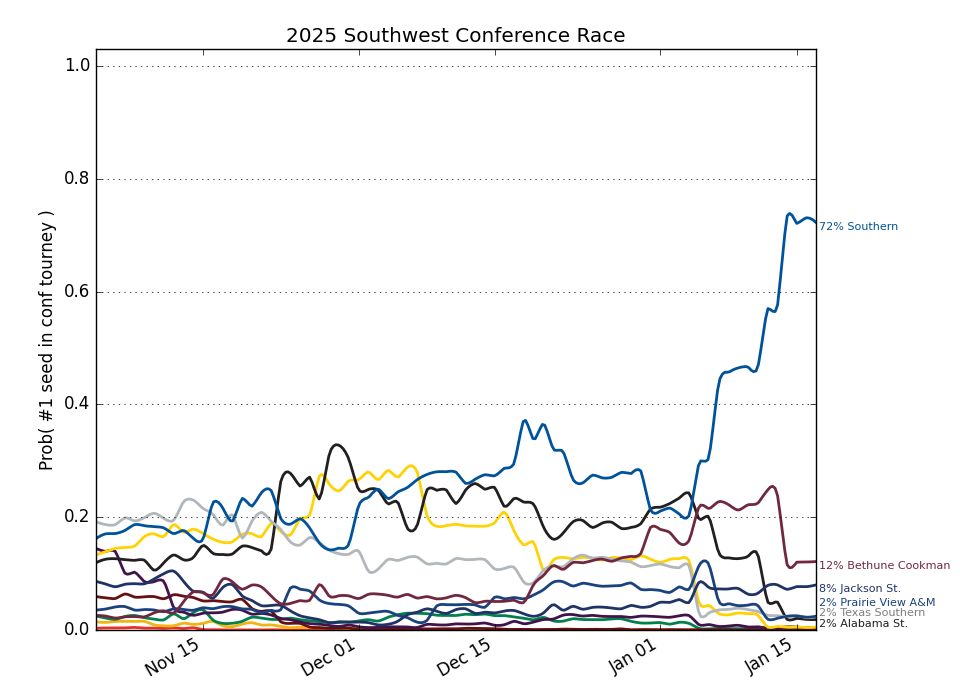 2025 Southwest Conference Race
Prob( #1 seed in conf tourney )
1.0
0.8
0.6
0.4
0.2
0.0
Nov 15
Dec 01
Dec 15
Jan 01
Jan 15
72% Southern
12% Bethune Cookman
8% Jackson St.
2% Prairie View A&M
2% Texas Southern
2% Alabama St.